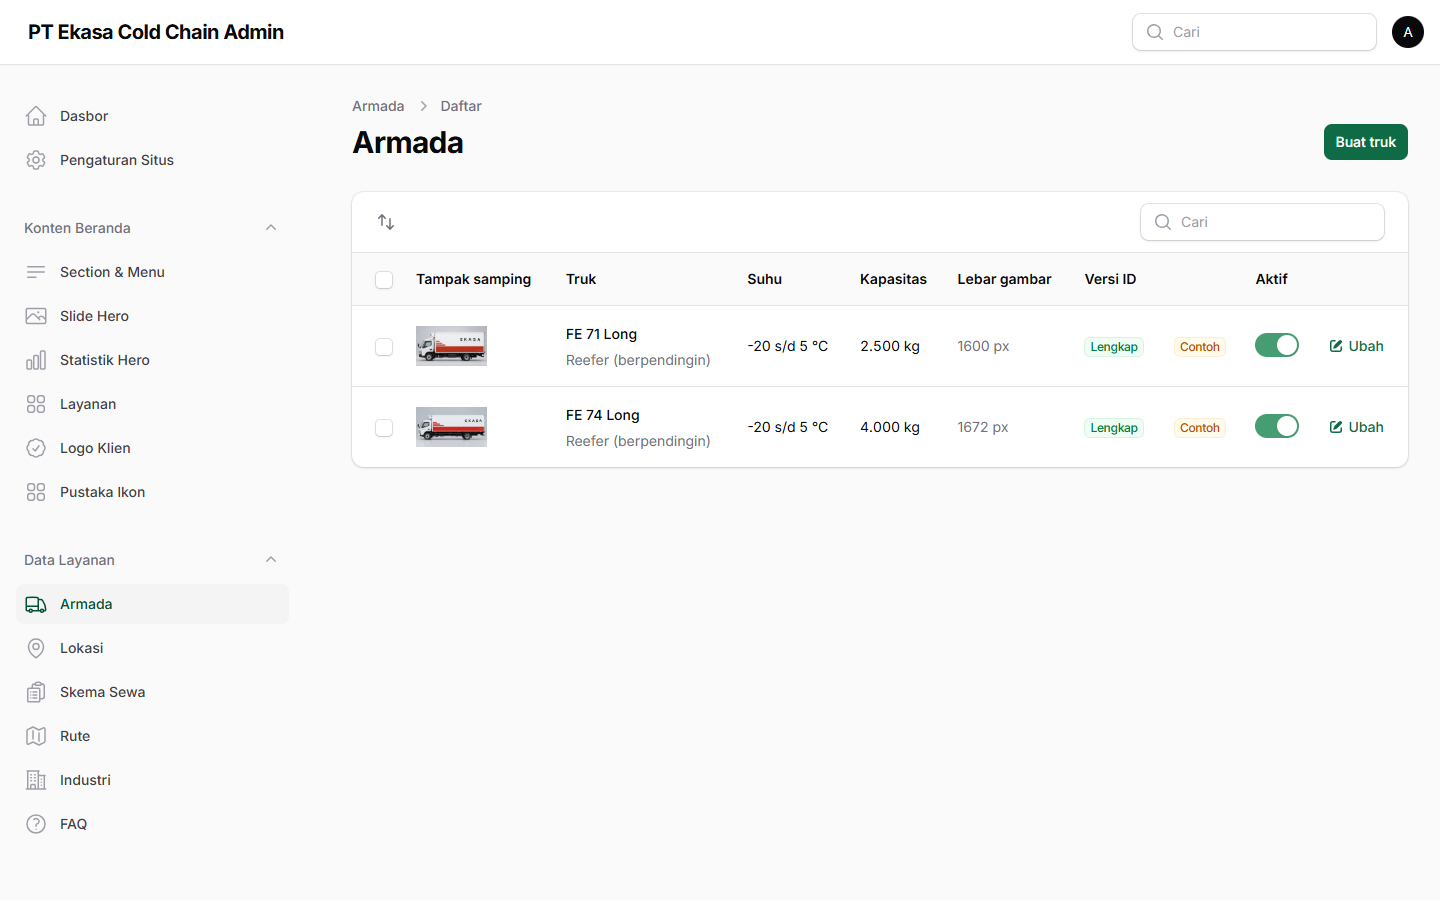 PT Ekasa Cold Chain Admin
Cari
A
Dasbor
Pengaturan Situs
Konten Beranda
Section & Menu
Slide Hero
Statistik Hero
Layanan
Logo Klien
Pustaka Ikon
Data Layanan
Armada
Lokasi
Skema Sewa
Rute
Industri
FAQ
Armada > Daftar
Armada
Buat truk
Cari
Tampak samping Truk Suhu Kapasitas Lebar gambar Versi ID Aktif
EKASA
FE 71 Long
Reefer (berpendingin)
-20 s/d 5 °C 2.500 kg 1600 px Lengkap Contoh Ubah
EKASA
FE 74 Long
Reefer (berpendingin)
-20 s/d 5 °C 4.000 kg 1672 px Lengkap Contoh Ubah